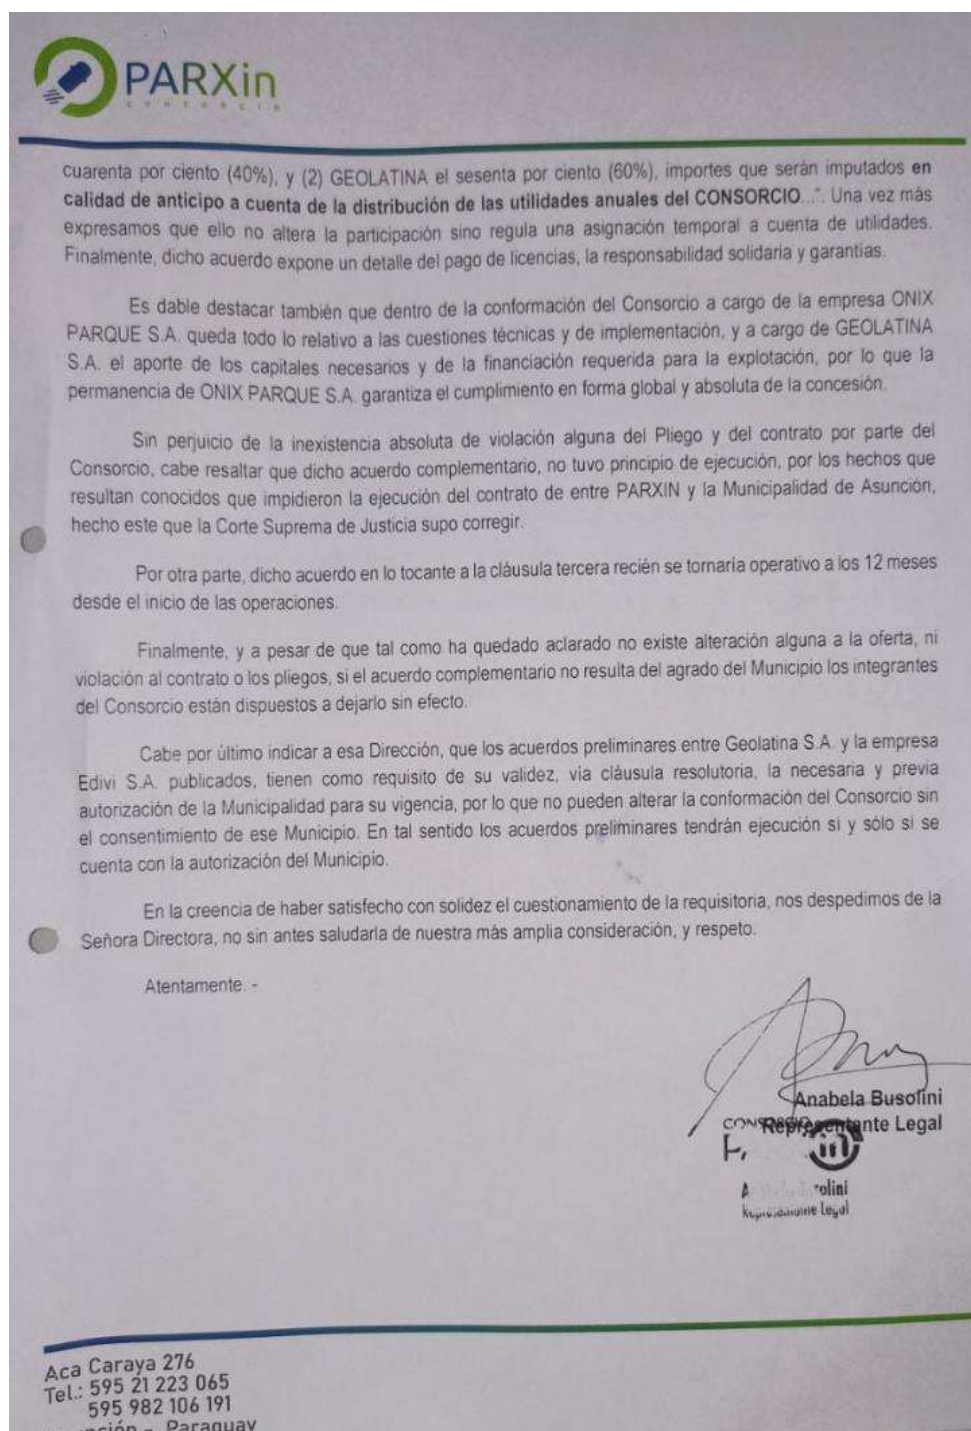 PARXin
CONSORCIO
cuarenta por ciento (40%), y (2) GEOLATINA el sesenta por ciento (60%), importes que serán imputados en
calidad de anticipo a cuenta de la distribución de las utilidades anuales del CONSORCIO...". Una vez más
expresamos que ello no altera la participación sino regula una asignación temporal a cuenta de utilidades.
Finalmente, dicho acuerdo expone un detalle del pago de licencias, la responsabilidad solidaria y garantías.
Es dable destacar también que dentro de la conformación del Consorcio a cargo de la empresa ONIX
PARQUE S.A. queda todo lo relativo a las cuestiones técnicas y de implementación, y a cargo de GEOLATINA
S.A. el aporte de los capitales necesarios y de la financiación requerida para la explotación, por lo que la
permanencia de ONIX PARQUE S.A. garantiza el cumplimiento en forma global y absoluta de la concesión.
Sin perjuicio de la inexistencia absoluta de violación alguna del Pliego y del contrato por parte del
Consorcio, cabe resaltar que dicho acuerdo complementario, no tuvo principio de ejecución, por los hechos que
resultan conocidos que impidieron la ejecución del contrato de entre PARXIN y la Municipalidad de Asunción,
hecho este que la Corte Suprema de Justicia supo corregir.
Por otra parte, dicho acuerdo en lo tocante a la cláusula tercera recién se tornaría operativo a los 12 meses
desde el inicio de las operaciones.
Finalmente, y a pesar de que tal como ha quedado aclarado no existe alteración alguna a la oferta, ni
violación al contrato o los pliegos, si el acuerdo complementario no resulta del agrado del Municipio los integrantes
del Consorcio están dispuestos a dejarlo sin efecto.
Cabe por último indicar a esa Dirección, que los acuerdos preliminares entre Geolatina S.A. y la empresa
Edivi S.A. publicados, tienen como requisito de su validez, vía cláusula resolutoria, la necesaria y previa
autorización de la Municipalidad para su vigencia, por lo que no pueden alterar la conformación del Consorcio sin
el consentimiento de ese Municipio. En tal sentido los acuerdos preliminares tendrán ejecución si y sólo si se
cuenta con la autorización del Municipio.
En la creencia de haber satisfecho con solidez el cuestionamiento de la requisitoria, nos despedimos de la
Señora Directora, no sin antes saludarla de nuestra más amplia consideración, y respeto.
Atentamente. -
Anabela Busolini
Representante Legal
Representante Legal
Aca Caraya 276
Tel.: 595 21 223 065
595 982 106 191
Paraguay